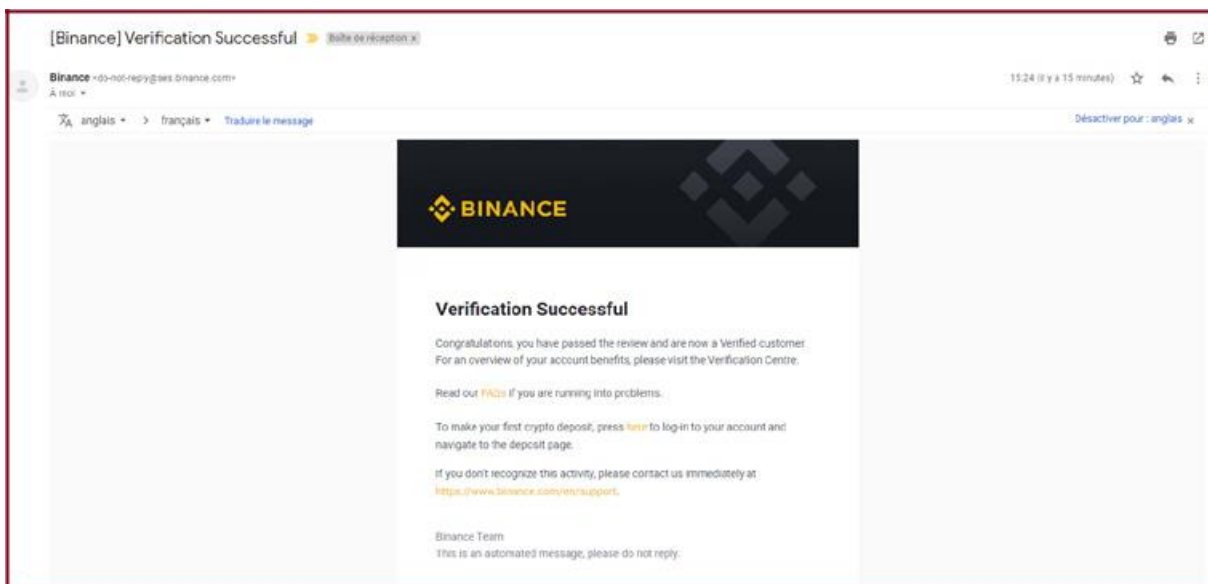 [Binance] Verification Successful Boîte de réception x
Binance <do-not-reply@ses.binance.com>
15:24 (il y a 15 minutes)
À moi
anglais > français Traduire le message
Désactiver pour : anglais x
BINANCE
Verification Successful
Congratulations, you have passed the review and are now a Verified customer.
For an overview of your account benefits, please visit the Verification Centre.
Read our FAQs if you are running into problems.
To make your first crypto deposit, press here to log-in to your account and
navigate to the deposit page.
If you don't recognize this activity, please contact us immediately at
https://www.binance.com/en/support.
Binance Team
This is an automated message, please do not reply.